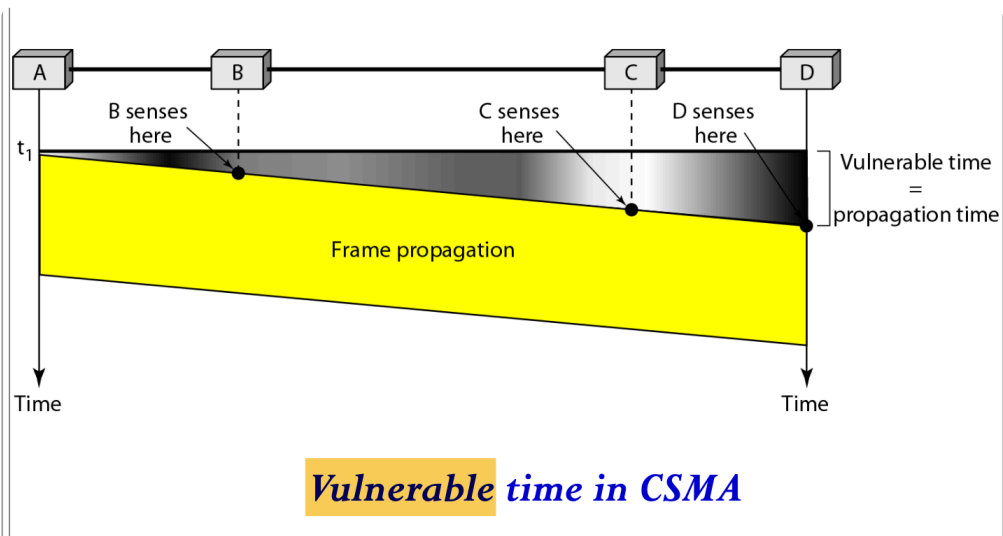 A
B
C
D
B senses
here
C senses
here
D senses
here
t1
Vulnerable time
=
propagation time
Frame propagation
Time
Time
Vulnerable time in CSMA